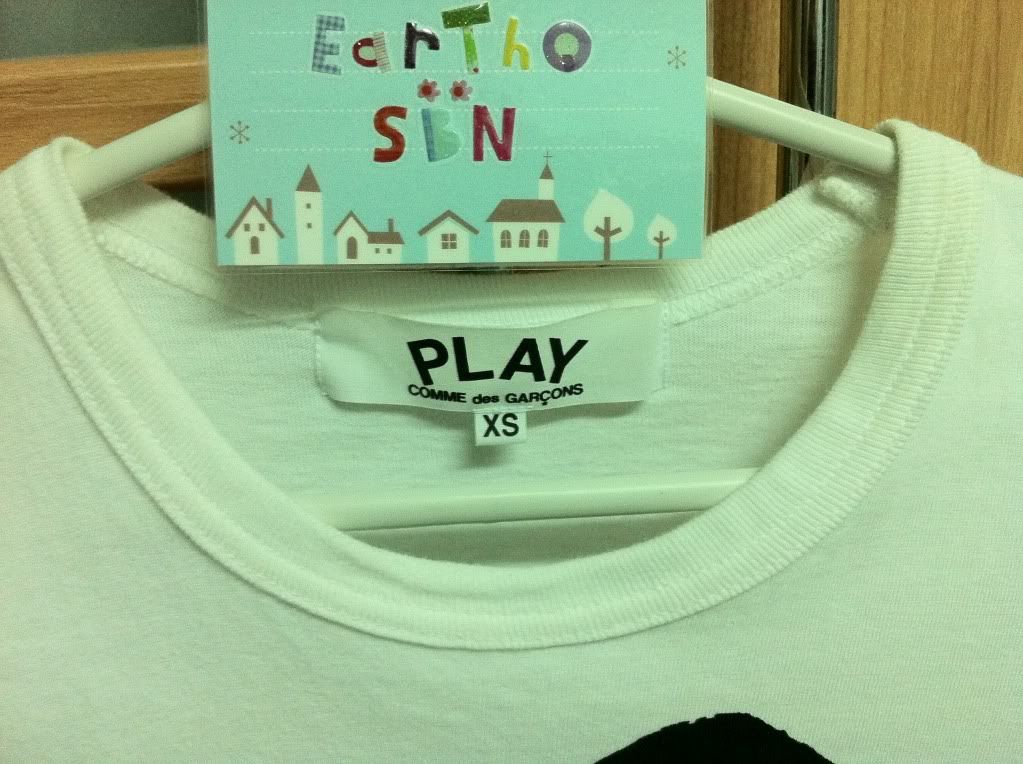 EarThO
SBN
PLAY
COMME des GARÇONS
XS